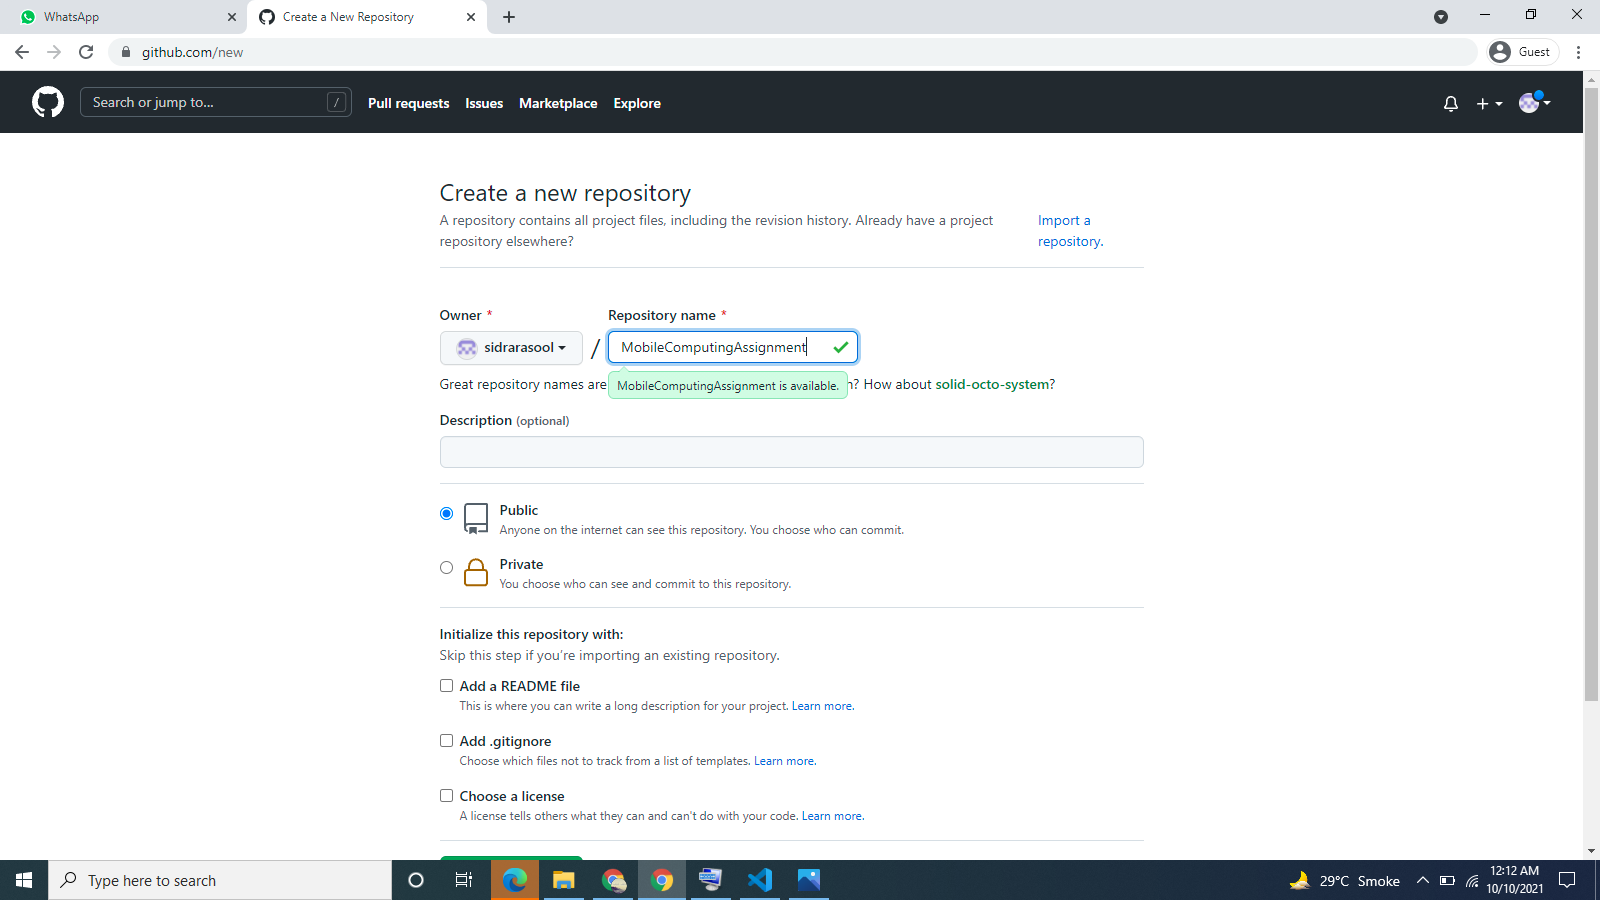 WhatsApp
Create a New Repository
github.com/new
Guest
Search or jump to...
/
Pull requests
Issues
Marketplace
Explore
Create a new repository
A repository contains all project files, including the revision history. Already have a project
repository elsewhere?
Import a
repository.
Owner *
Repository name *
sidrarasool
/
MobileComputingAssignment
Great repository names are
MobileComputingAssignment is available.
? How about solid-octo-system?
Description (optional)
Public
Anyone on the internet can see this repository. You choose who can commit.
Private
You choose who can see and commit to this repository.
Initialize this repository with:
Skip this step if you're importing an existing repository.
Add a README file
This is where you can write a long description for your project. Learn more.
Add .gitignore
Choose which files not to track from a list of templates. Learn more.
Choose a license
A license tells others what they can and can't do with your code. Learn more.
Type here to search
29°C Smoke
12:12 AM
10/10/2021